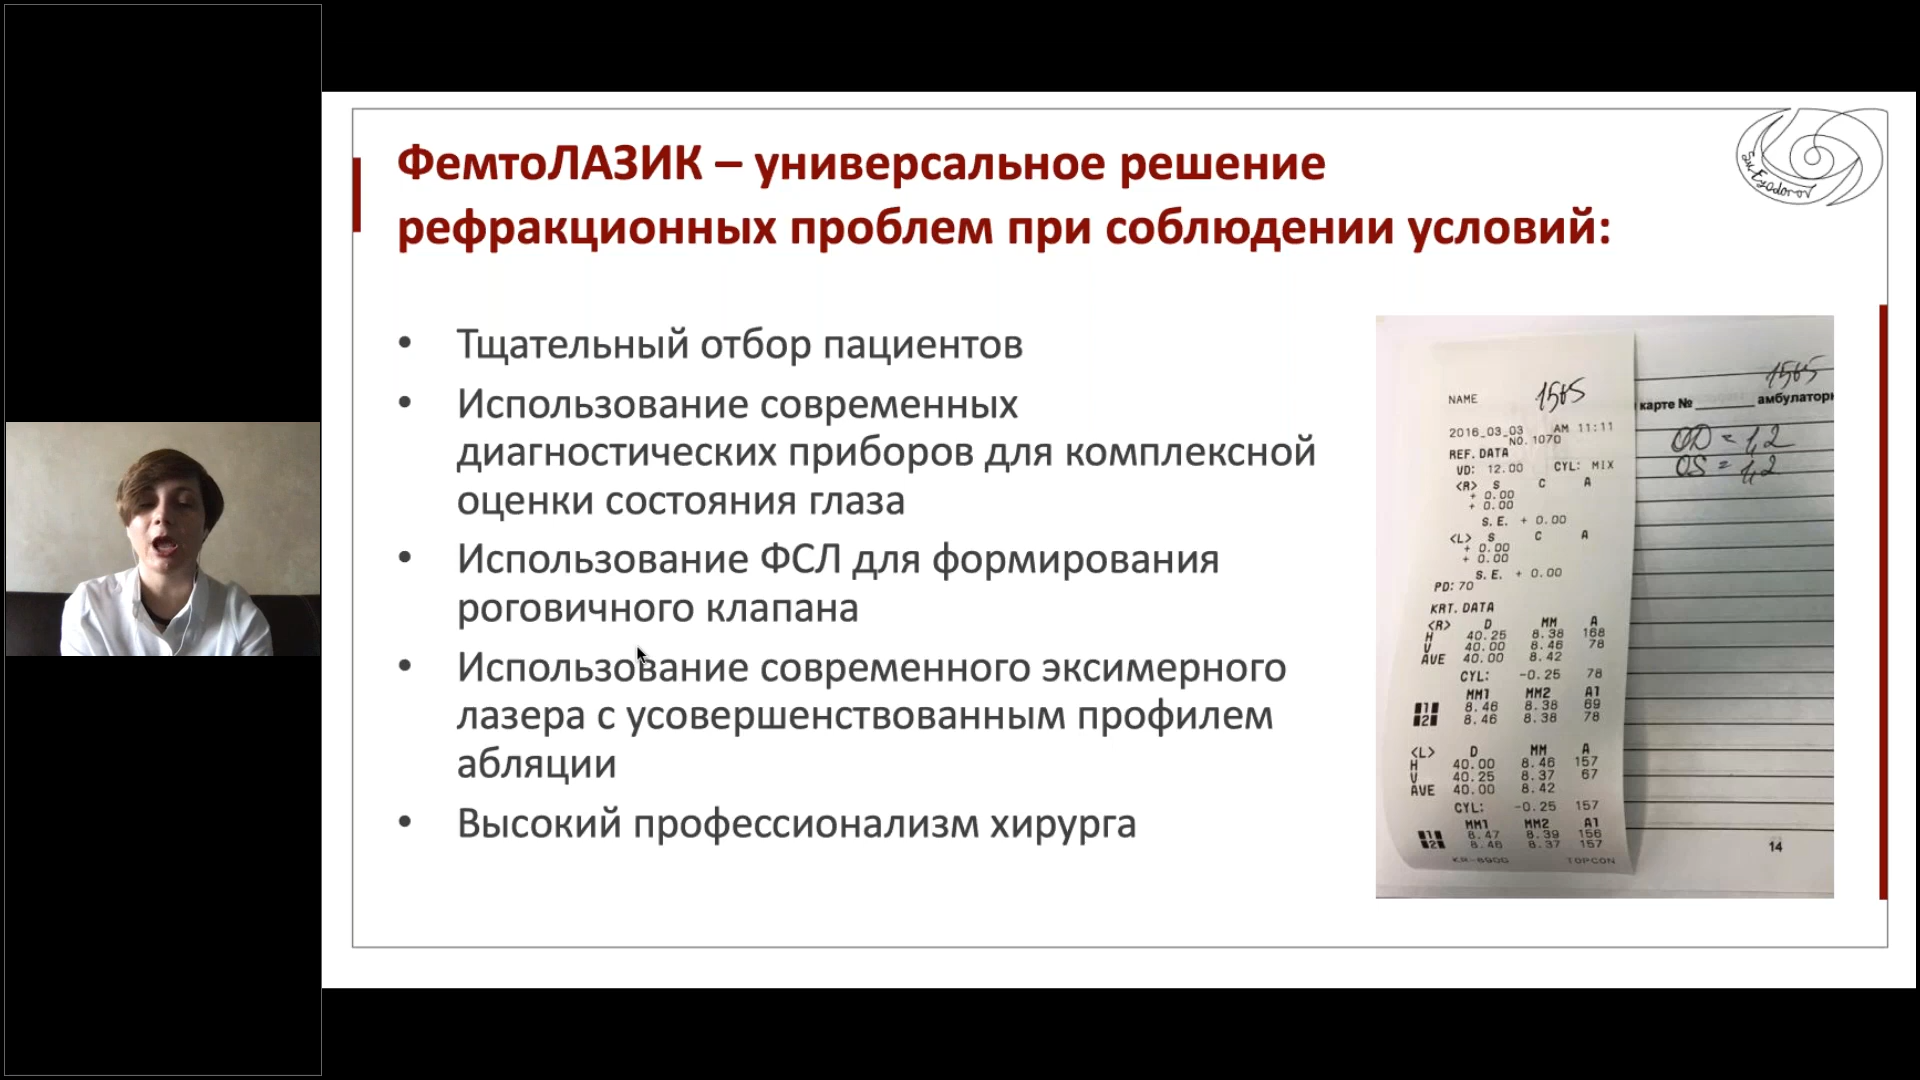 ФемтоЛАЗИК – универсальное решение
рефракционных проблем при соблюдении условий:
• Тщательный отбор пациентов
• Использование современных
диагностических приборов для комплексной
оценки состояния глаза
• Использование ФСЛ для формирования
роговичного клапана
• Использование современного эксимерного
лазера с усовершенствованным профилем
абляции
• Высокий профессионализм хирурга
NAME 1565
2016_03_03 AM 11:11
NO. 1070
REF. DATA
VD: 12.00 CYL: MIX
<R> S C A
+ 0.00
+ 0.00
S.E. + 0.00
<L> S C A
+ 0.00
+ 0.00
S.E. + 0.00
PD: 70
KRT. DATA
<R> D MM A
H 40.25 8.38 168
V 40.00 8.46 78
AVE 40.00 8.42
CYL: -0.25 78
MM1 MM2 A1
1 8.46 8.38 69
2 8.46 8.38 78
<L> D MM A
H 40.00 8.46 157
V 40.25 8.37 67
AVE 40.00 8.42
CYL: -0.25 157
MM1 MM2 A1
1 8.47 8.39 156
2 8.46 8.37 157
TOPCON
1565
карте № ______ амбулаторн
OD = 1,2
OS = 1,2
14